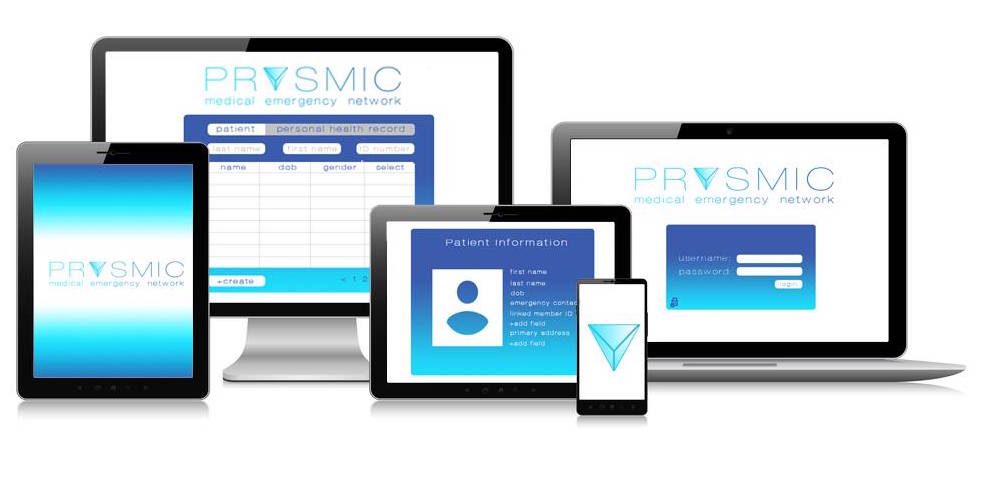 PRYSMIC
medical emergency network
patient personal health record
last name first name ID number
name dob gender select
+create < 1 2
PRYSMIC
medical emergency network
Patient Information
first name
last name
dob
emergency contac
linked member ID
+add field
primary address
+add field
PRYSMIC
medical emergency network
username:
password:
login